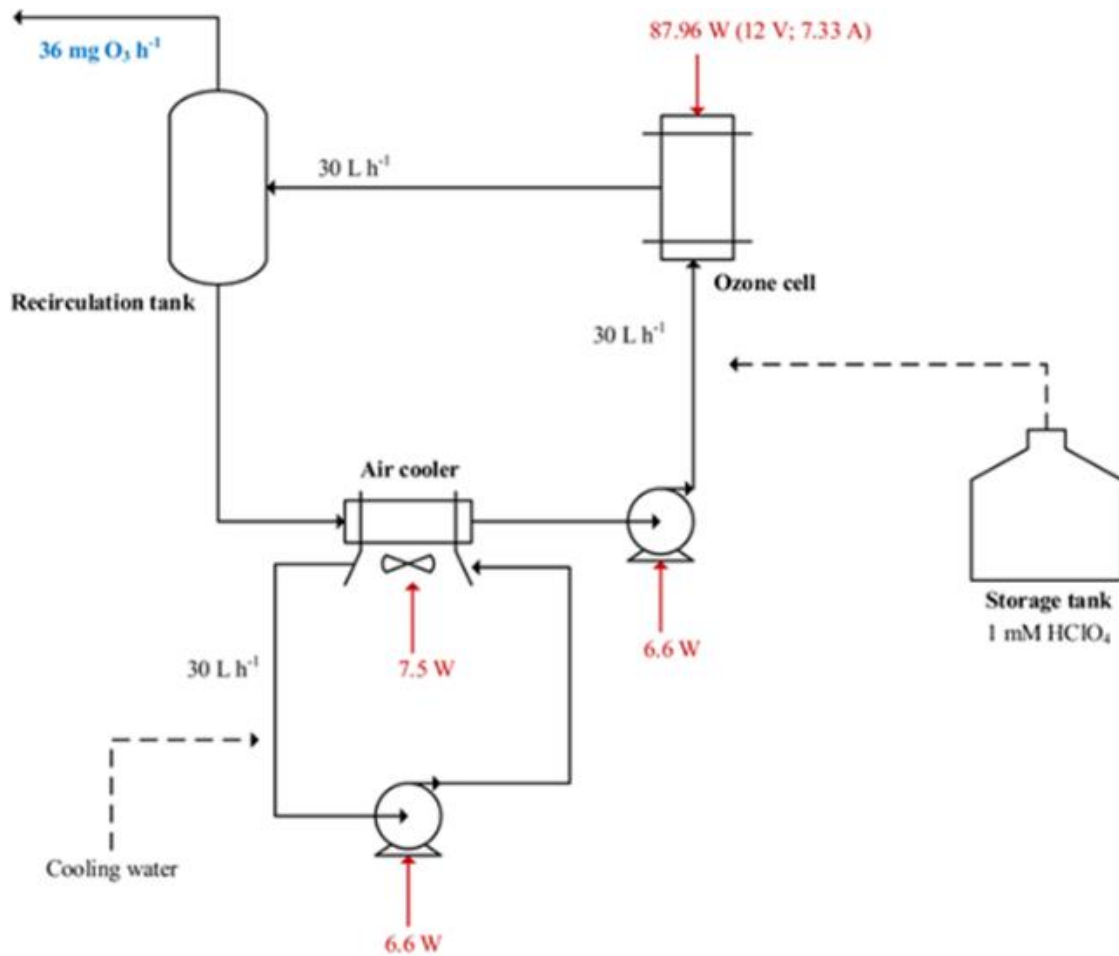 87.96 W (12 V; 7.33 A)
36 mg O₃ h⁻¹
30 L h⁻¹
Recirculation tank
Ozone cell
30 L h⁻¹
Air cooler
Storage tank
1 mM HClO₄
30 L h⁻¹
7.5 W
6.6 W
Cooling water
6.6 W